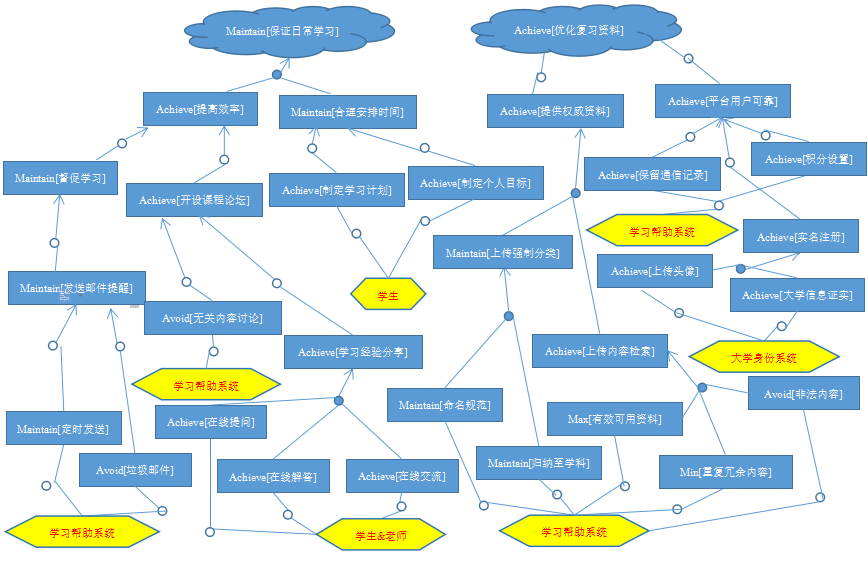 Maintain[保证日常学习]
Achieve[优化复习资料]
Achieve[提高效率]
Maintain[合理安排时间]
Achieve[提供权威资料]
Achieve[平台用户可靠]
Maintain[督促学习]
Achieve[开设课程论坛]
Achieve[制定学习计划]
Achieve[制定个人目标]
Achieve[保留通信记录]
Achieve[积分设置]
学习帮助系统
Achieve[实名注册]
Maintain[上传强制分类]
Achieve[上传头像]
Maintain[发送邮件提醒]
学生
Achieve[大学信息证实]
Avoid[无关内容讨论]
Achieve[学习经验分享]
Achieve[上传内容检索]
大学身份系统
学习帮助系统
Maintain[命名规范]
Avoid[非法内容]
Achieve[在线提问]
Max[有效可用资料]
Maintain[定时发送]
Avoid[垃圾邮件]
Achieve[在线解答]
Achieve[在线交流]
Maintain[归纳至学科]
Min[重复冗余内容]
学习帮助系统
学生&老师
学习帮助系统